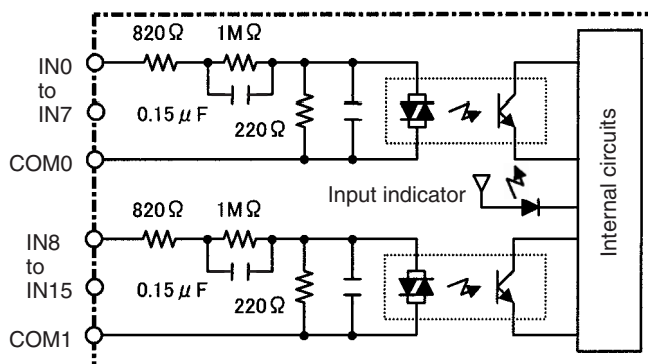 820Ω 1MΩ
IN0
to
IN7
0.15μF
220Ω
COM0
Input indicator
Internal circuits
820Ω 1MΩ
IN8
to
IN15
0.15μF
220Ω
COM1